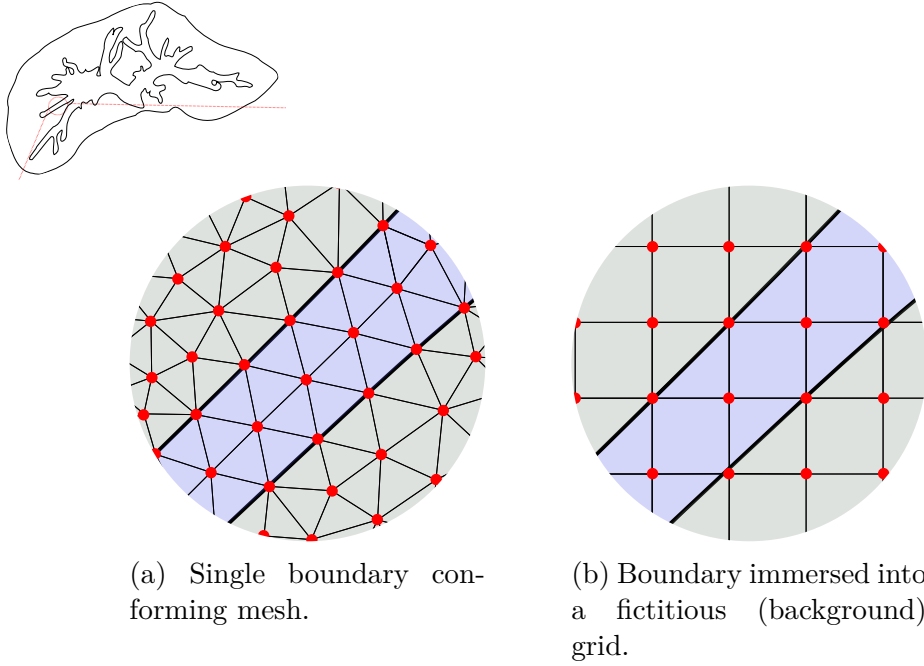 (a) Single boundary con-
forming mesh.
(b) Boundary immersed into
a fictitious (background)
grid.